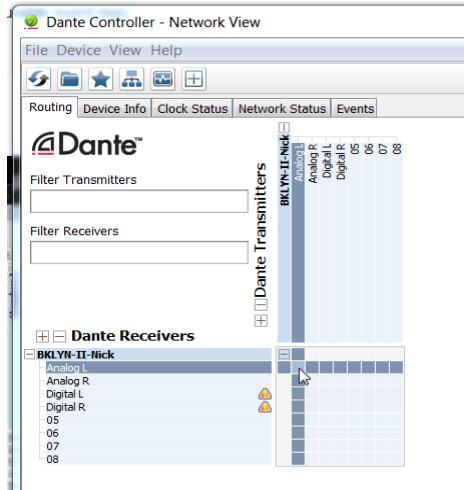 Dante Controller - Network View
File Device View Help
Routing Device Info Clock Status Network Status Events
Dante™
Filter Transmitters
Filter Receivers
Dante Transmitters
BKLYN-II-Nick
Analog L
Analog R
Digital L
Digital R
05
06
07
08
Dante Receivers
BKLYN-II-Nick
Analog L
Analog R
Digital L
Digital R
05
06
07
08